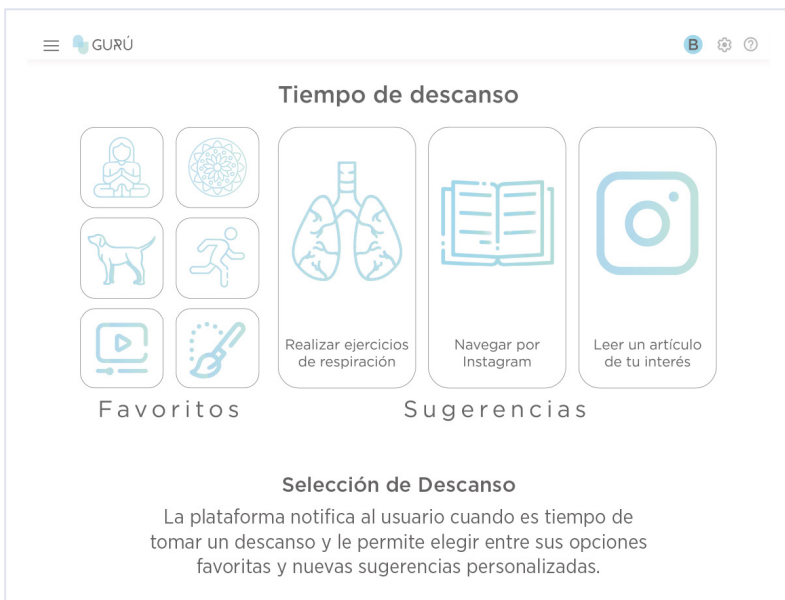 GURÚ
B
?
Tiempo de descanso
Realizar ejercicios
de respiración
Navegar por
Instagram
Leer un artículo
de tu interés
Favoritos
Sugerencias
Selección de Descanso
La plataforma notifica al usuario cuando es tiempo de
tomar un descanso y le permite elegir entre sus opciones
favoritas y nuevas sugerencias personalizadas.